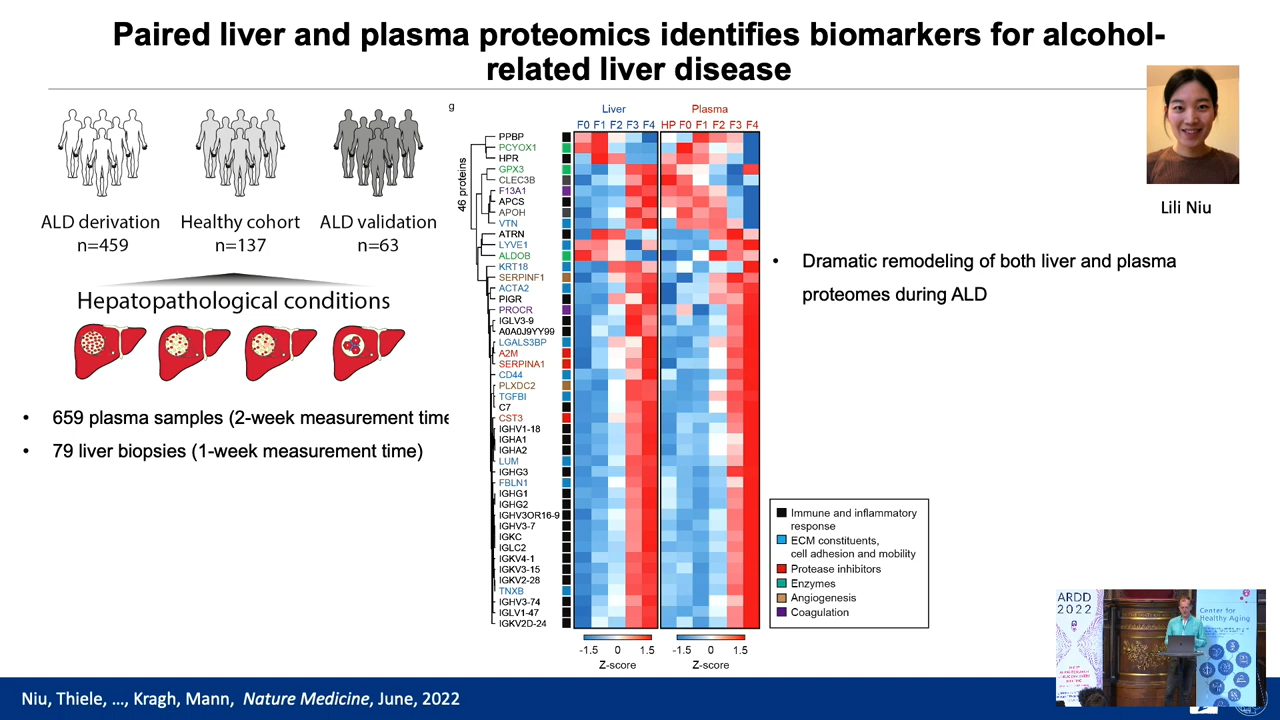 Paired liver and plasma proteomics identifies biomarkers for alcohol-
related liver disease
ALD derivation
n=459
Healthy cohort
n=137
ALD validation
n=63
Hepatopathological conditions
• 659 plasma samples (2-week measurement time
• 79 liver biopsies (1-week measurement time)
g
Liver
Plasma
F0 F1 F2 F3 F4
HP F0 F1 F2 F3 F4
46 proteins
PPBP
PCYOX1
HPR
GPX3
CLEC3B
F13A1
APCS
APOH
VTN
ATRN
LYVE1
ALDOB
KRT18
SERPINF1
ACTA2
PIGR
PROCR
IGLV3-9
A0A0J9YY99
LGALS3BP
A2M
SERPINA1
CD44
PLXDC2
TGFBI
C7
CST3
IGHV1-18
IGHA1
IGHA2
LUM
IGHG3
FBLN1
IGHG1
IGHG2
IGHV3OR16-9
IGHV3-7
IGKC
IGLC2
IGKV4-1
IGKV3-15
IGKV2-28
TNXB
IGHV3-74
IGLV1-47
IGKV2D-24
-1.5 0 1.5
Z-score
-1.5 0 1.5
Z-score
Lili Niu
• Dramatic remodeling of both liver and plasma
proteomes during ALD
Immune and inflammatory
response
ECM constituents,
cell adhesion and mobility
Protease inhibitors
Enzymes
Angiogenesis
Coagulation
ARDD
2022
Center for
Healthy Aging
Niu, Thiele, ..., Kragh, Mann, Nature Medicine, June, 2022